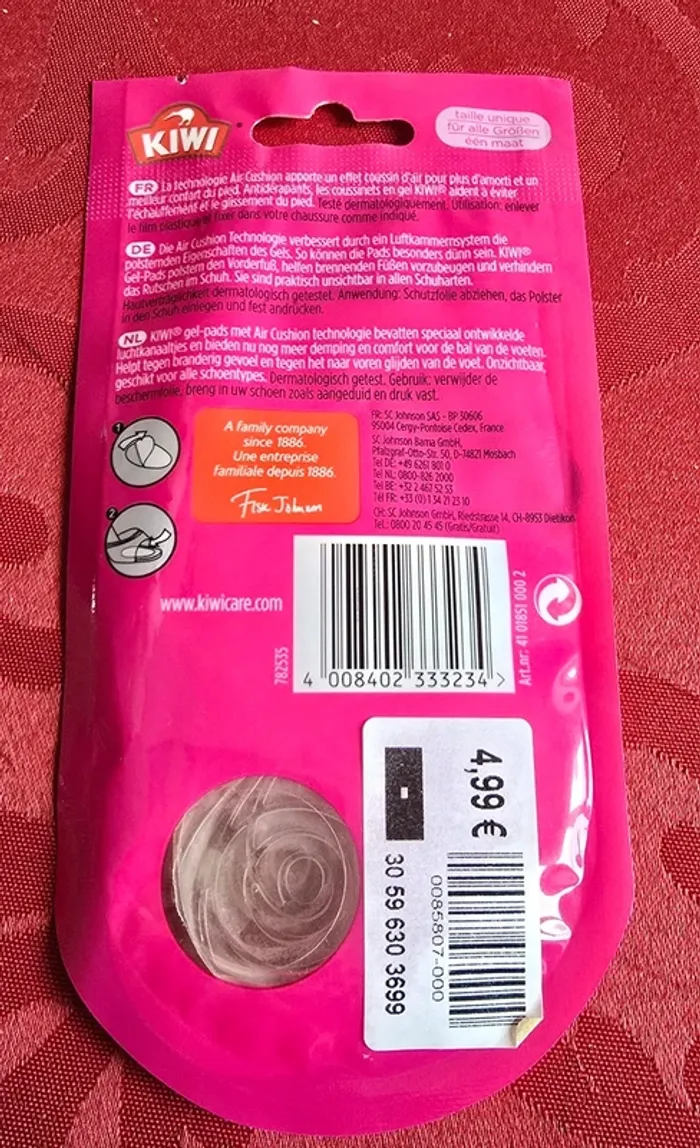 KIWI
taille unique
für alle Größen
één maat
FR La technologie Air Cushion apporte un effet coussin d'air pour plus d'amorti et un
meilleur confort du pied. Antidérapants, les coussinets en gel KIWI® aident à éviter
l'échauffement et le glissement du pied. Testé dermatologiquement. Utilisation: enlever
le film plastique et fixer dans votre chaussure comme indiqué.
DE Die Air Cushion Technologie verbessert durch ein Luftkammernsystem die
polsternden Eigenschaften des Gels. So können die Pads besonders dünn sein. KIWI®
Gel-Pads polstern den Vorderfuß, helfen brennenden Füßen vorzubeugen und verhindern
das Rutschen im Schuh. Sie sind praktisch unsichtbar in allen Schuharten.
Hautverträglichkeit dermatologisch getestet. Anwendung: Schutzfolie abziehen, das Polster
in den Schuh einlegen und fest andrücken.
NL KIWI® gel-pads met Air Cushion technologie bevatten speciaal ontwikkelde
luchtkanaaltjes en bieden nu nog meer demping en comfort voor de bal van de voeten.
Helpt tegen branderig gevoel en tegen het naar voren glijden van de voet. Onzichtbaar,
geschikt voor alle schoentypes. Dermatologisch getest. Gebruik: verwijder de
beschermfolie, breng in uw schoen zoals aangeduid en druk vast.
1
2
A family company
since 1886.
Une entreprise
familiale depuis 1886.
Fisk Johnson
FR: SC Johnson SAS - BP 30606
95004 Cergy-Pontoise Cedex, France
SC Johnson Bama GmbH,
Pfalzgraf-Otto-Str. 50, D-74821 Mosbach
Tel DE: +49 6261 801 0
Tel NL: 0800-826 2000
Tel BE: +32 2 467 52 53
Tél FR: +33 (0) 1 34 21 23 10
CH: SC Johnson GmbH, Riedstrasse 14, CH-8953 Dietikon
Tel.: 0800 20 45 45 (Gratis/Gratuit)
www.kiwicare.com
782535
4 008402 333234 >
Art.nr: 41 01851 000 2
4,99 €
0085807-000
30 59 630 3699